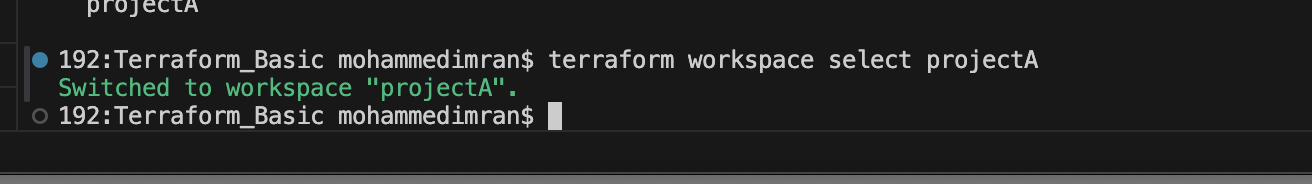 projectA
192:Terraform_Basic mohammedimran$ terraform workspace select projectA
Switched to workspace "projectA".
192:Terraform_Basic mohammedimran$